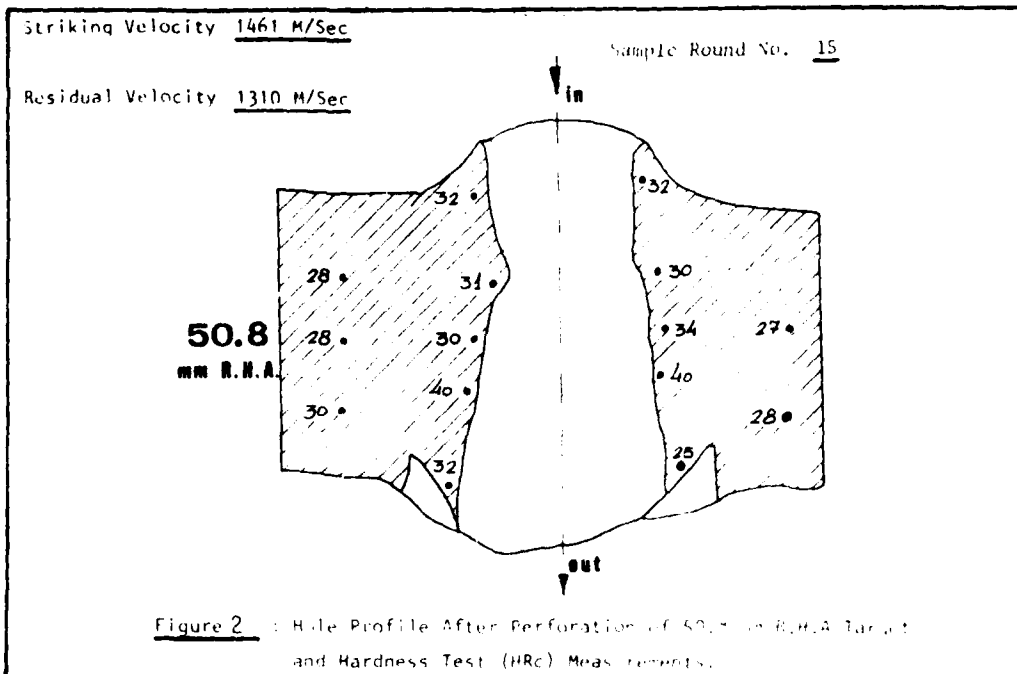 Striking Velocity 1461 M/Sec
Sample Round No. 15
Residual Velocity 1310 M/Sec
in
32
32
28
31
30
50.8
mm R.H.A.
28
30
34
27
40
40
30
28
32
25
out
Figure 2 : Hole Profile After Perforation of R.H.A Target
and Hardness Test (HRc) Measurements.